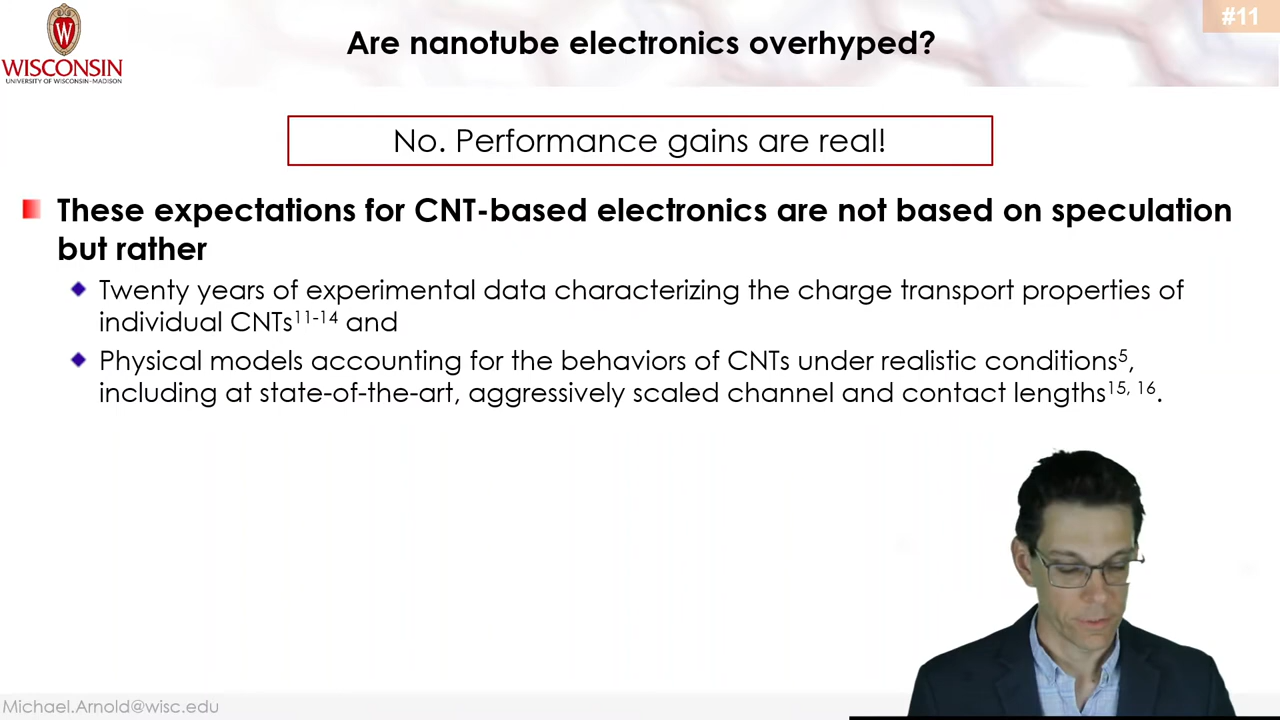 #11
W
WISCONSIN
UNIVERSITY OF WISCONSIN-MADISON
Are nanotube electronics overhyped?
No. Performance gains are real!
These expectations for CNT-based electronics are not based on speculation
but rather
Twenty years of experimental data characterizing the charge transport properties of
individual CNTs11-14 and
Physical models accounting for the behaviors of CNTs under realistic conditions5,
including at state-of-the-art, aggressively scaled channel and contact lengths15, 16.
Michael.Arnold@wisc.edu